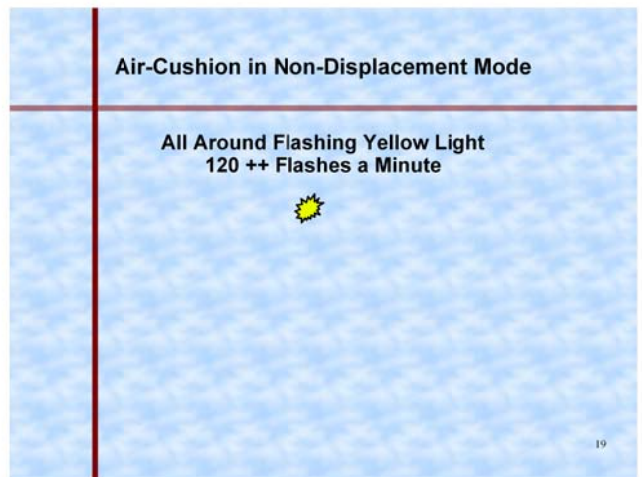 Air-Cushion in Non-Displacement Mode
All Around Flashing Yellow Light
120 ++ Flashes a Minute
19